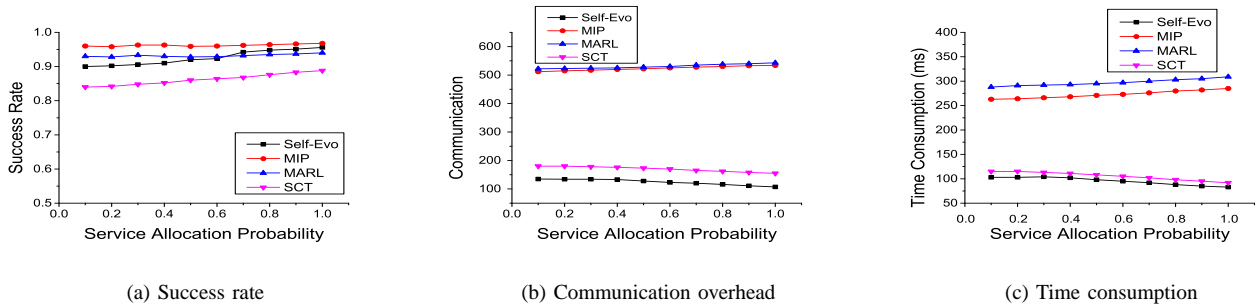 Self-Evo
MIP
MARL
SCT
1.0
0.9
0.8
0.7
0.6
0.5
0.0 0.2 0.4 0.6 0.8 1.0
Success Rate
Service Allocation Probability
(a) Success rate
Self-Evo
MIP
MARL
SCT
600
500
400
300
200
100
0.0 0.2 0.4 0.6 0.8 1.0
Communication
Service Allocation Probability
(b) Communication overhead
Self-Evo
MIP
MARL
SCT
400
350
300
250
150
100
50
0.0 0.2 0.4 0.6 0.8 1.0
Time Consumption (ms)
Service Allocation Probability
(c) Time consumption